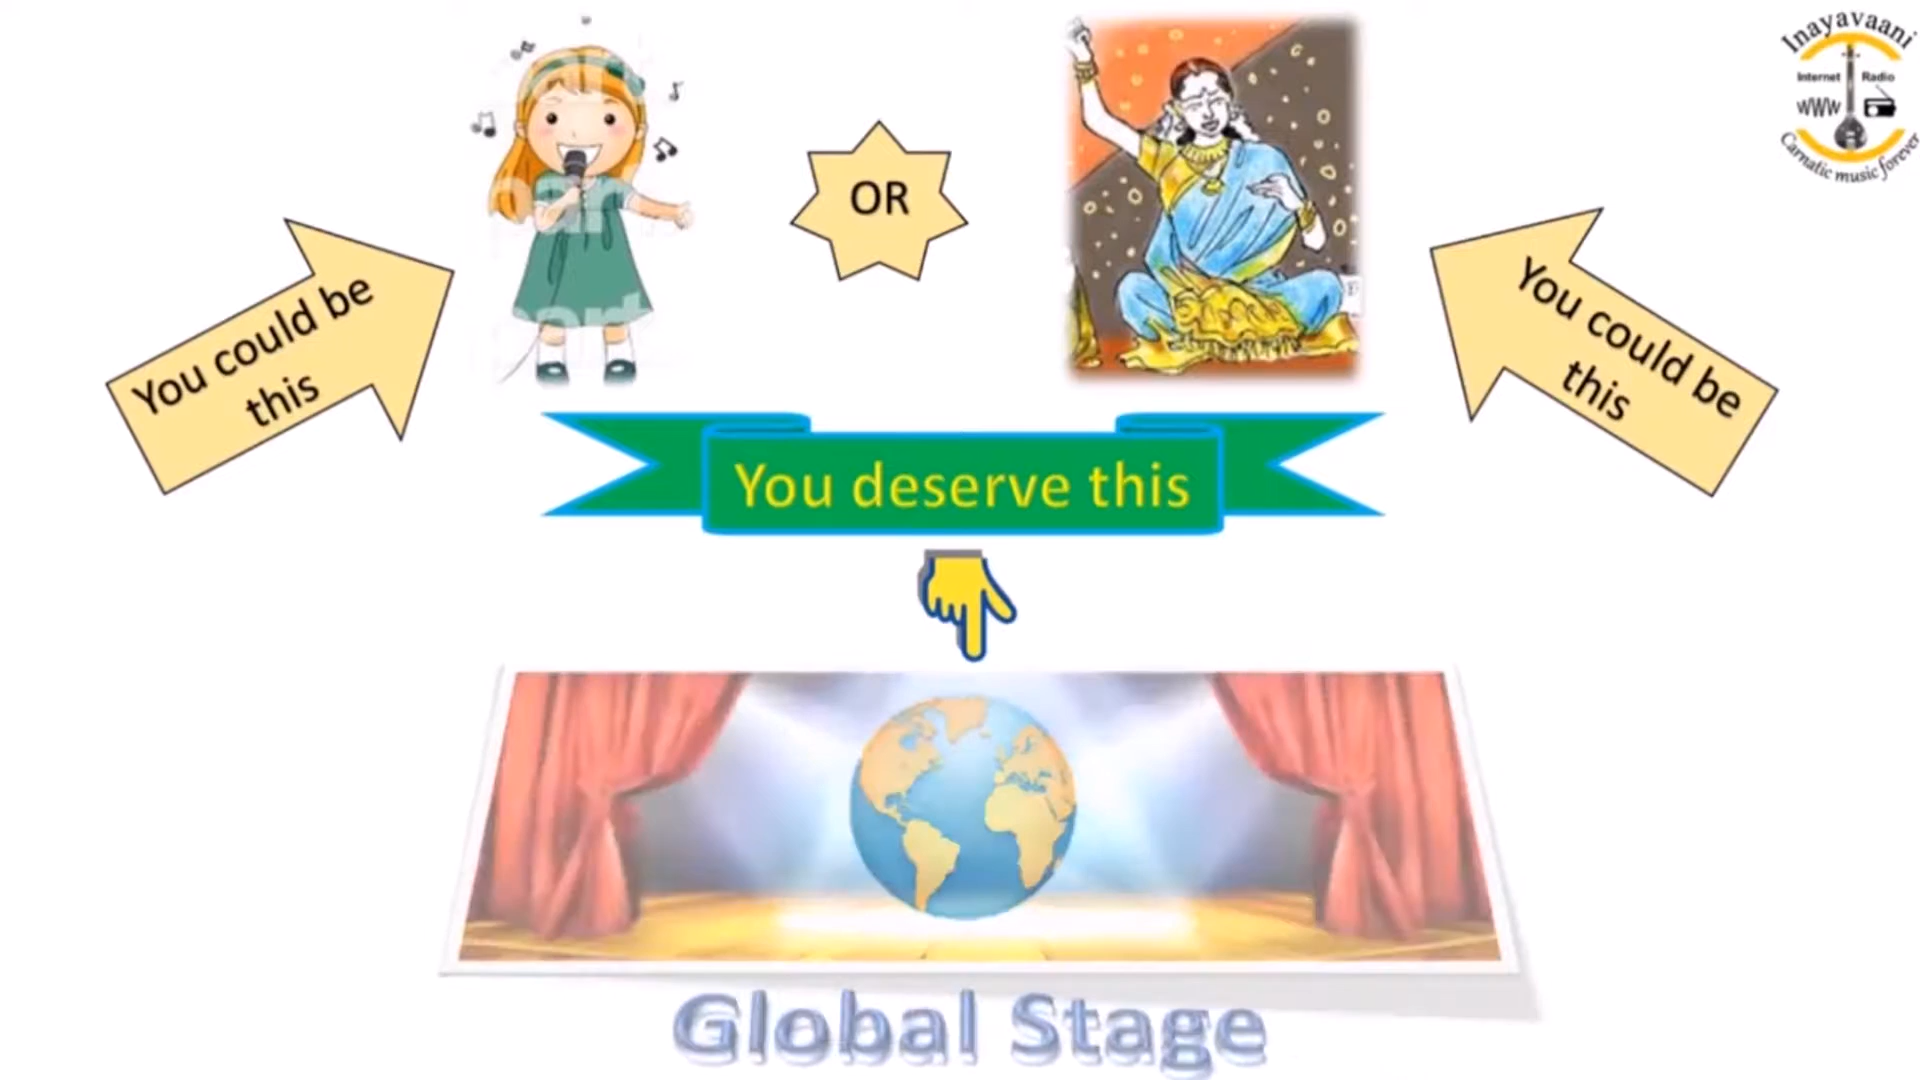 Inayavaani
Internet Radio
WWW
Carnatic music forever
OR
You could be
this
You could be
this
You deserve this
Global Stage